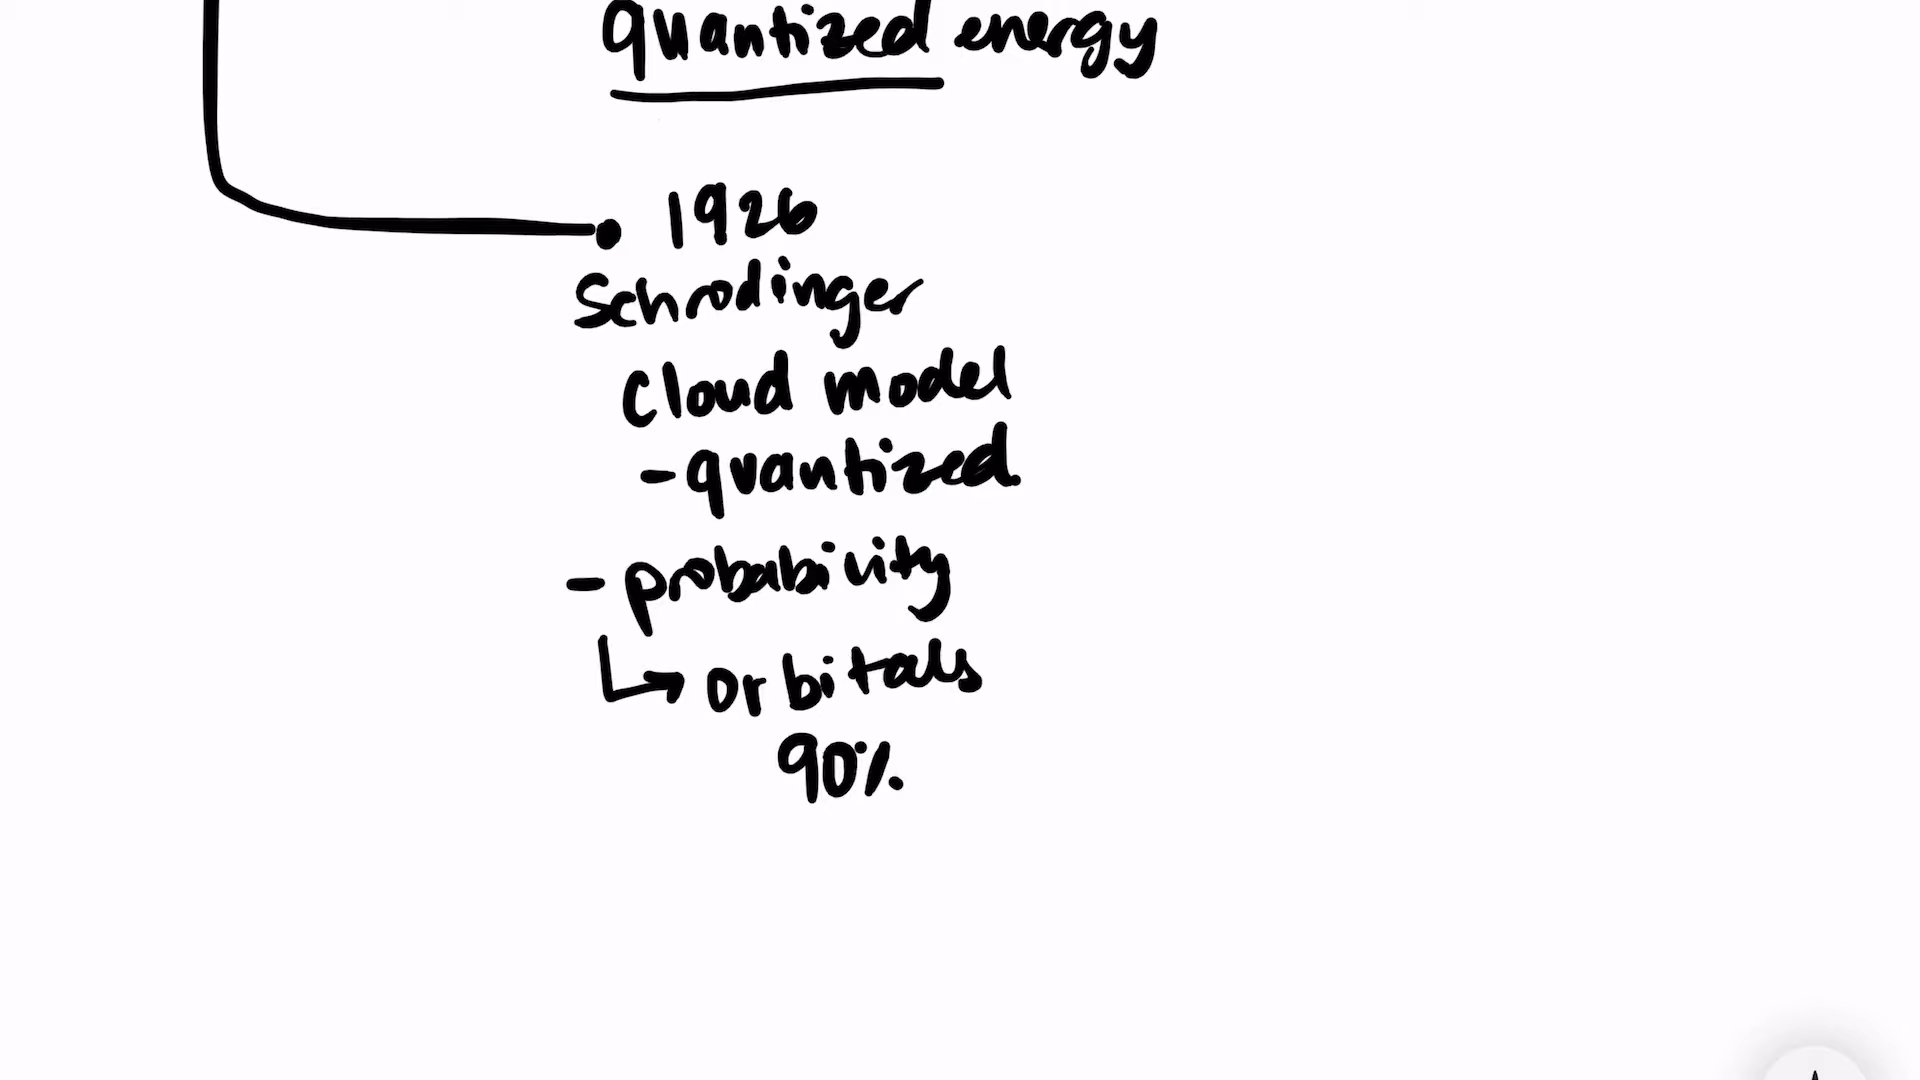 quantized energy
1926
Schrodinger
Cloud model
- quantized.
- probability
↳ orbitals
90%